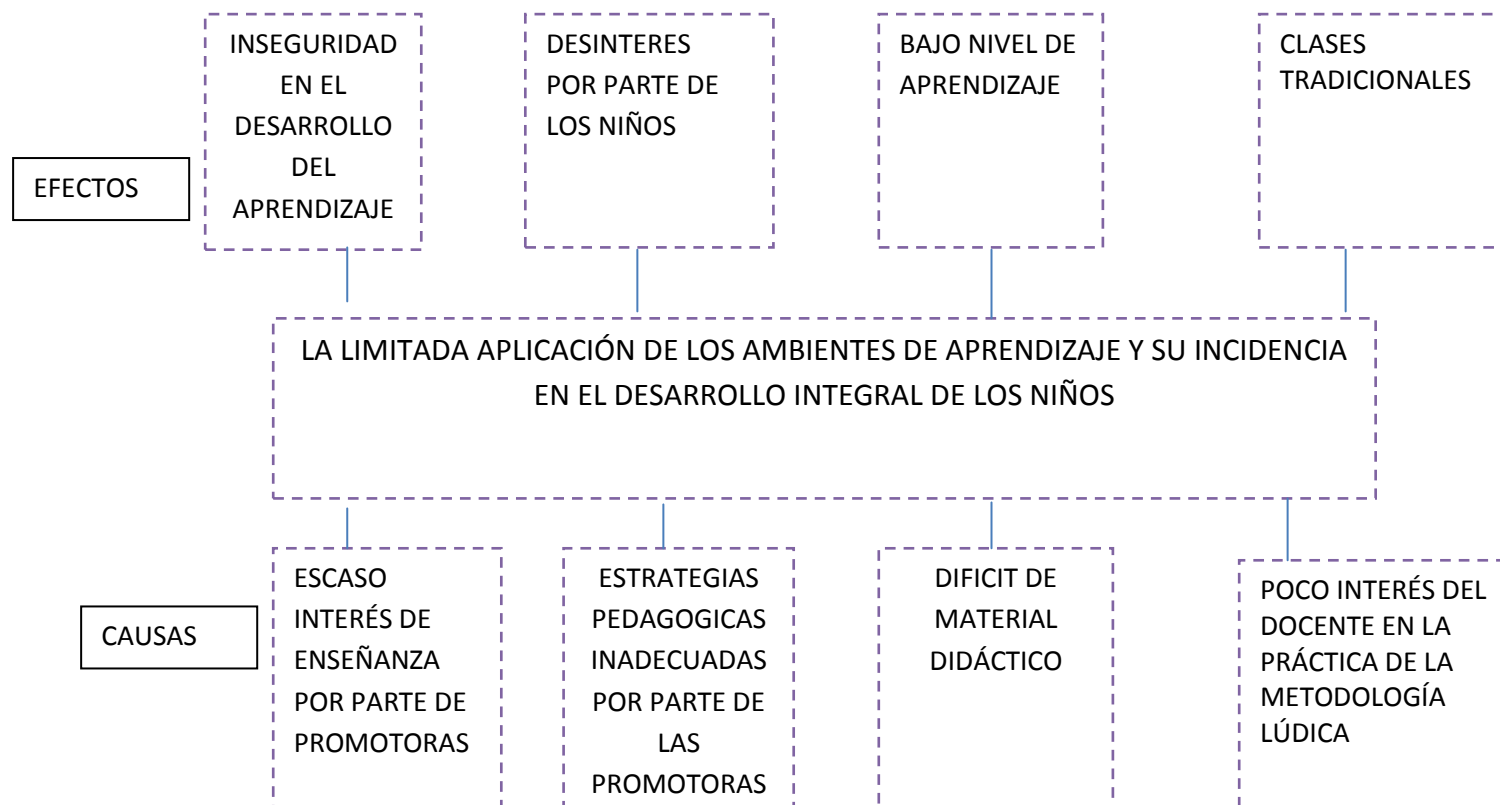 INSEGURIDAD
EN EL
DESARROLLO
DEL
APRENDIZAJE
DESINTERES
POR PARTE DE
LOS NIÑOS
BAJO NIVEL DE
APRENDIZAJE
CLASES
TRADICIONALES
EFECTOS
LA LIMITADA APLICACIÓN DE LOS AMBIENTES DE APRENDIZAJE Y SU INCIDENCIA
EN EL DESARROLLO INTEGRAL DE LOS NIÑOS
CAUSAS
ESCASO
INTERÉS DE
ENSEÑANZA
POR PARTE DE
PROMOTORAS
ESTRATEGIAS
PEDAGOGICAS
INADECUADAS
POR PARTE DE
LAS
PROMOTORAS
DIFICIT DE
MATERIAL
DIDÁCTICO
POCO INTERÉS DEL
DOCENTE EN LA
PRÁCTICA DE LA
METODOLOGÍA
LÚDICA